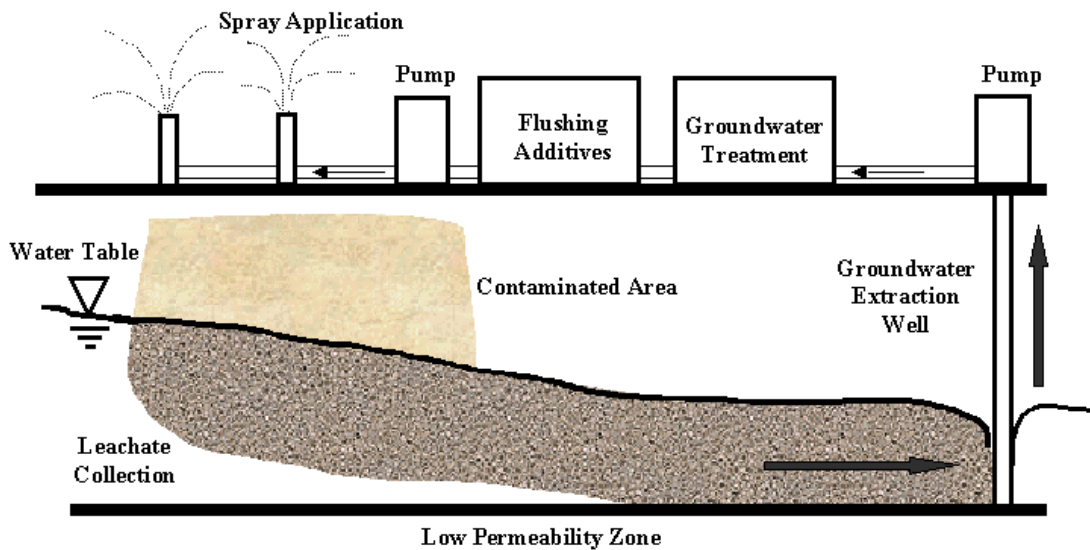 Spray Application
Pump
Pump
Flushing
Additives
Groundwater
Treatment
Water Table
Contaminated Area
Groundwater
Extraction
Well
Leachate
Collection
Low Permeability Zone